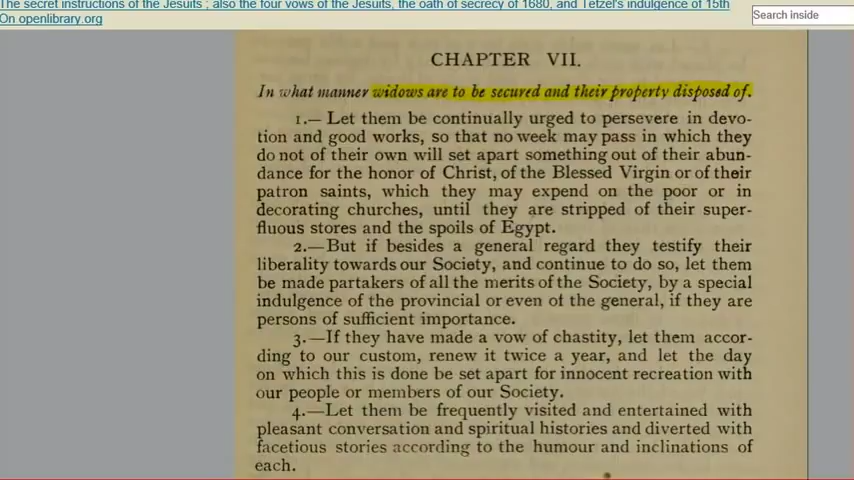 The secret instructions of the Jesuits ; also the four vows of the Jesuits, the oath of secrecy of 1680, and Tetzel's indulgence of 15th
On openlibrary.org
Search inside
CHAPTER VII.
In what manner widows are to be secured and their property disposed of.
1.— Let them be continually urged to persevere in devo-
tion and good works, so that no week may pass in which they
do not of their own will set apart something out of their abun-
dance for the honor of Christ, of the Blessed Virgin or of their
patron saints, which they may expend on the poor or in
decorating churches, until they are stripped of their super-
fluous stores and the spoils of Egypt.
2.—But if besides a general regard they testify their
liberality towards our Society, and continue to do so, let them
be made partakers of all the merits of the Society, by a special
indulgence of the provincial or even of the general, if they are
persons of sufficient importance.
3.—If they have made a vow of chastity, let them accor-
ding to our custom, renew it twice a year, and let the day
on which this is done be set apart for innocent recreation with
our people or members of our Society.
4.—Let them be frequently visited and entertained with
pleasant conversation and spiritual histories and diverted with
facetious stories according to the humour and inclinations of
each.